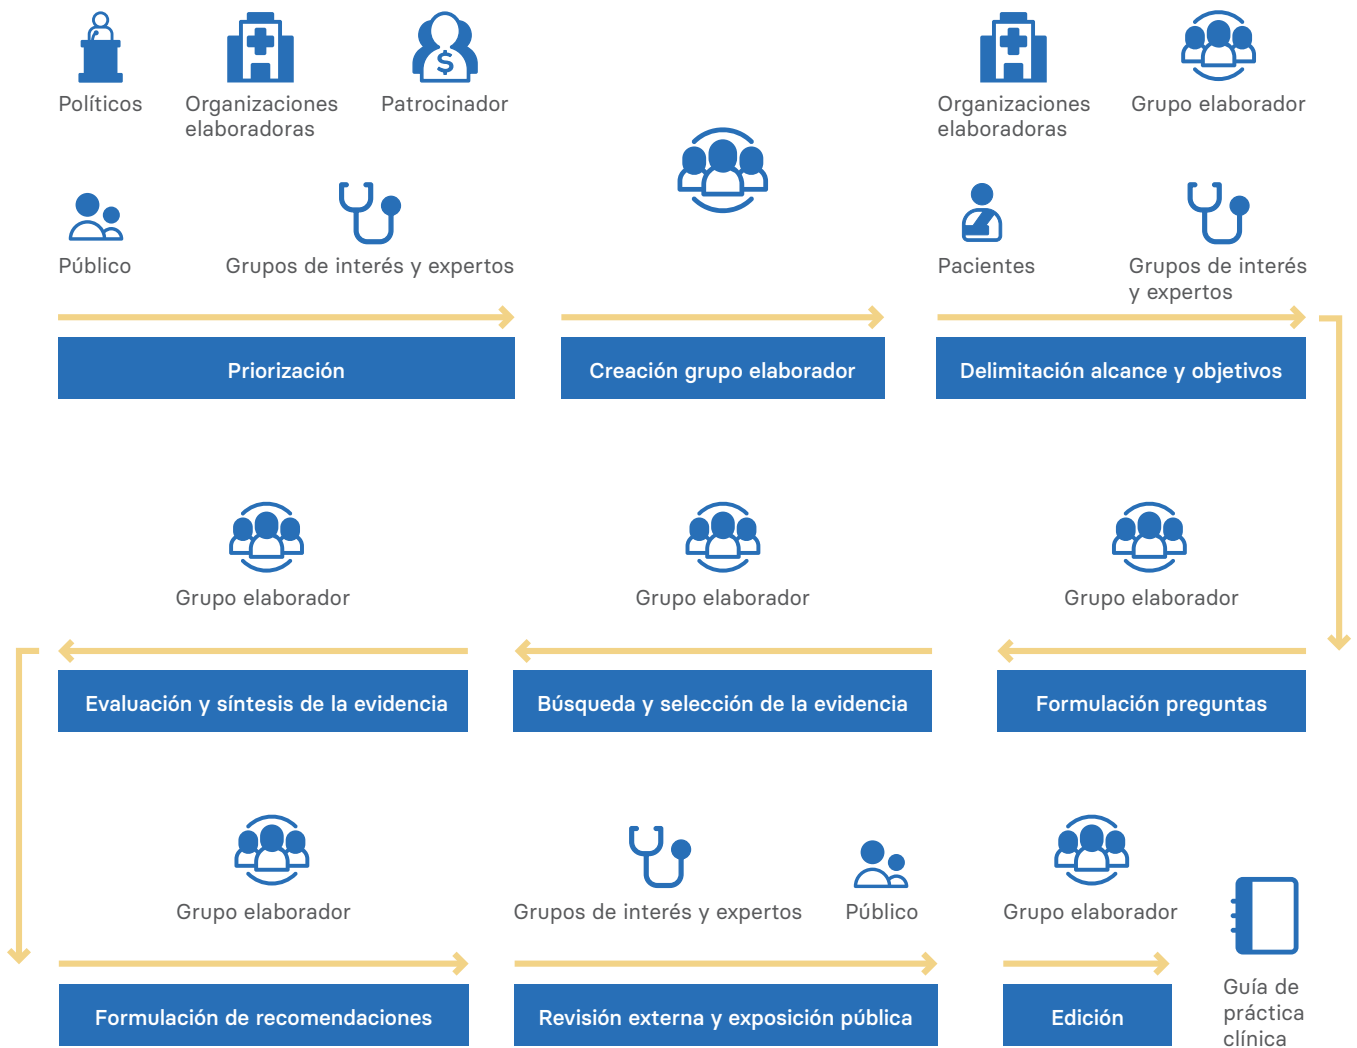 Políticos
Organizaciones
elaboradoras
Patrocinador
$
Público
Grupos de interés y expertos
Priorización
Creación grupo elaborador
Organizaciones
elaboradoras
Grupo elaborador
Pacientes
Grupos de interés
y expertos
Delimitación alcance y objetivos
Grupo elaborador
Formulación preguntas
Grupo elaborador
Búsqueda y selección de la evidencia
Grupo elaborador
Evaluación y síntesis de la evidencia
Grupo elaborador
Formulación de recomendaciones
Grupos de interés y expertos
Público
Revisión externa y exposición pública
Grupo elaborador
Edición
Guía de
práctica
clínica